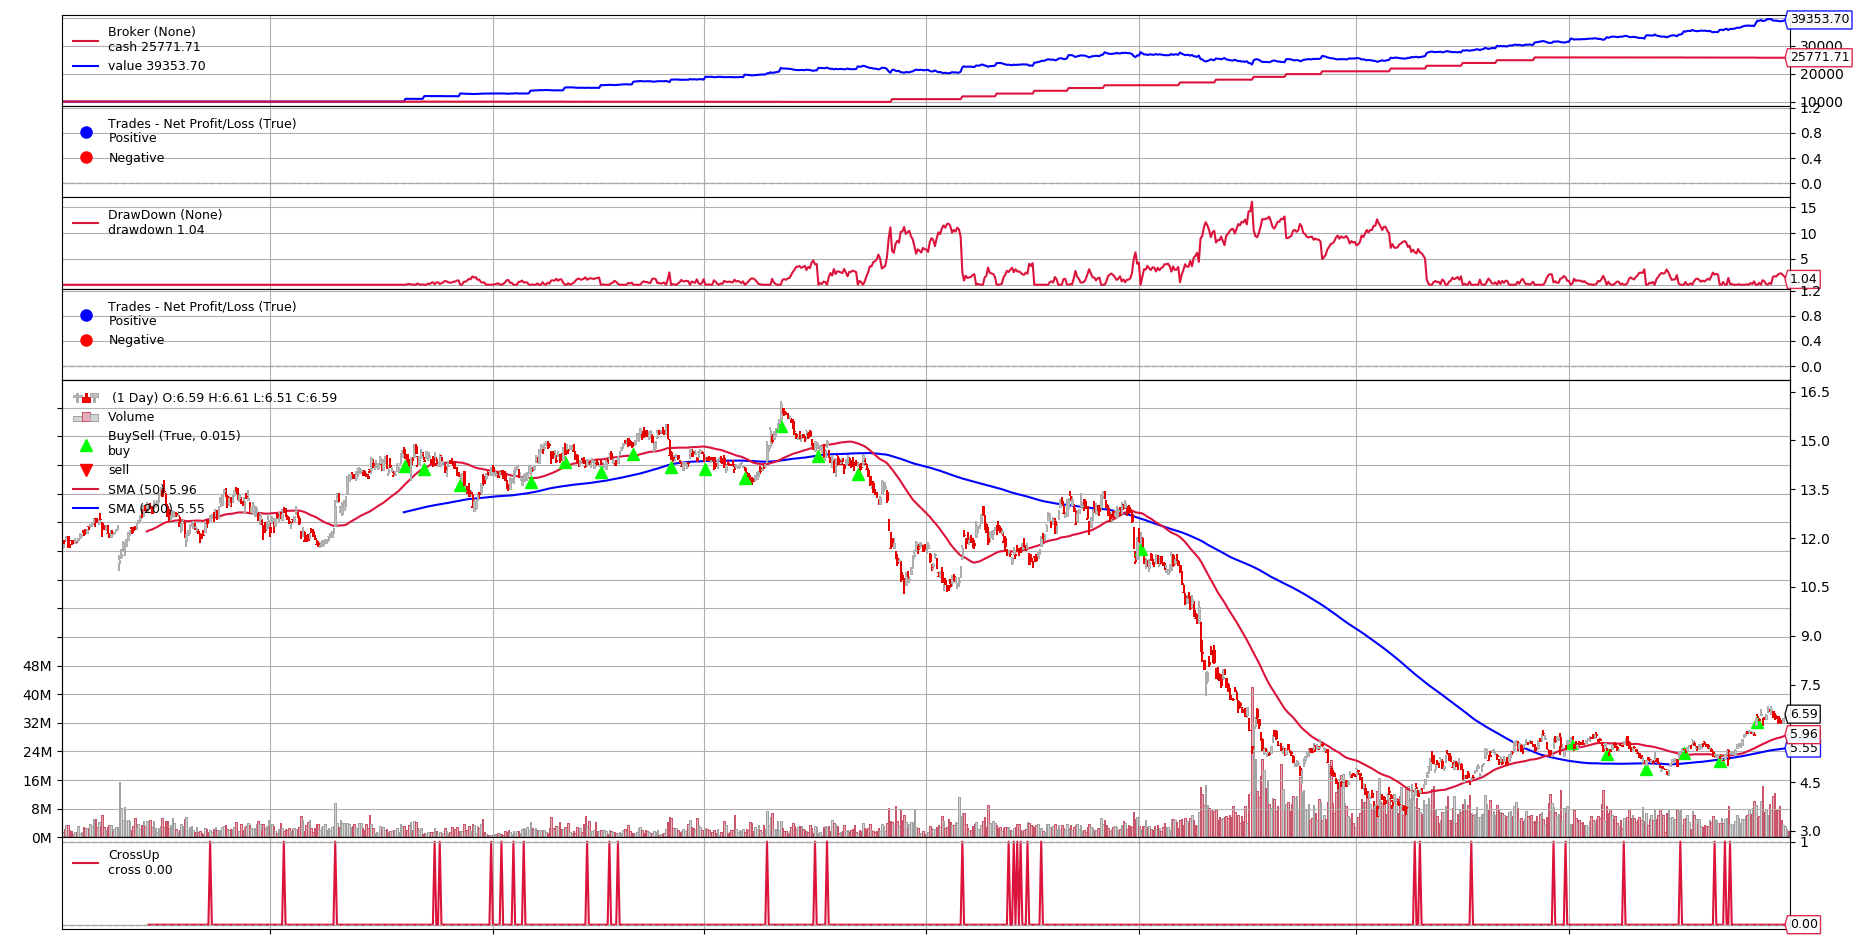 Broker (None)
cash 25771.71
value 39353.70
39353.70
30000
25771.71
20000
10000
Trades - Net Profit/Loss (True)
Positive
Negative
1.2
0.8
0.4
0.0
DrawDown (None)
drawdown 1.04
15
10
5
1.04
Trades - Net Profit/Loss (True)
Positive
Negative
1.2
0.8
0.4
0.0
(1 Day) O:6.59 H:6.61 L:6.51 C:6.59
Volume
BuySell (True, 0.015)
buy
sell
SMA (50) 5.96
SMA (200) 5.55
16.5
15.0
13.5
12.0
10.5
9.0
7.5
6.59
5.96
5.55
4.5
3.0
48M
40M
32M
24M
16M
8M
0M
CrossUp
cross 0.00
1
0.00